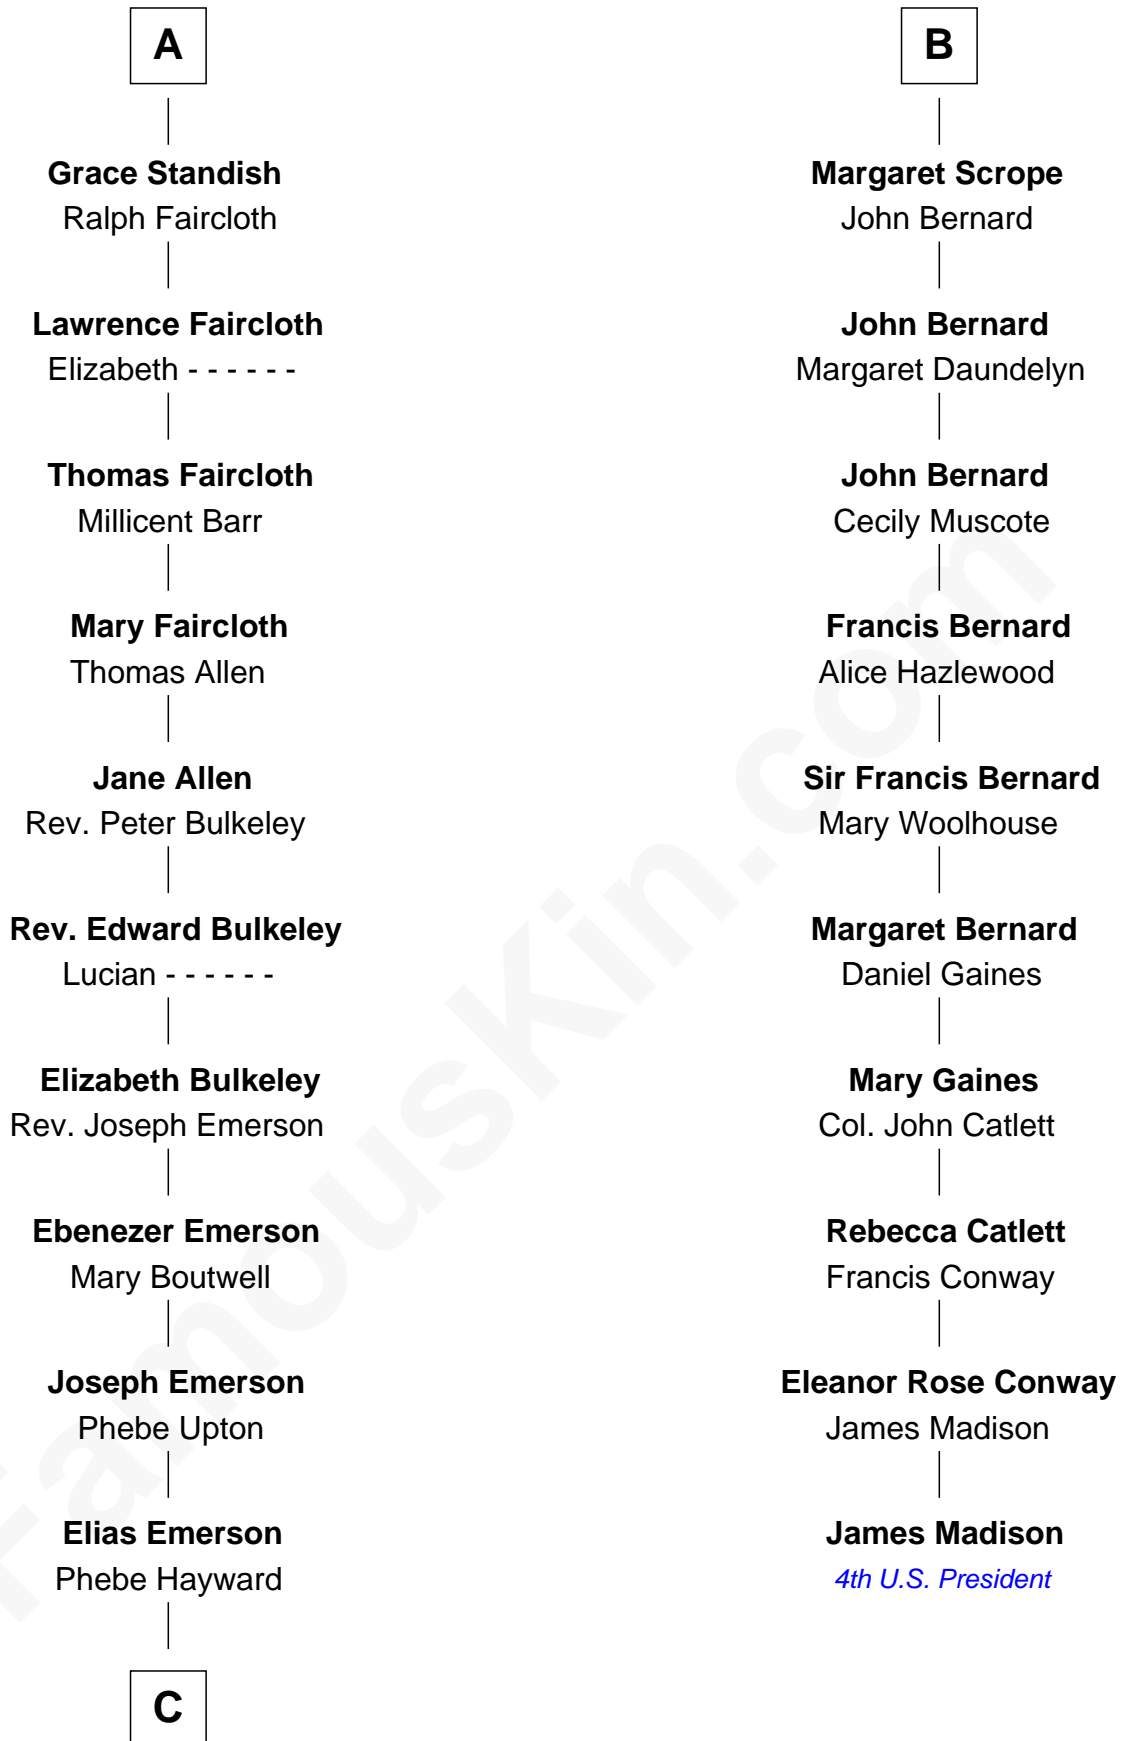 A
Grace Standish
Ralph Faircloth
Lawrence Faircloth
Elizabeth - - - - - -
Thomas Faircloth
Millicent Barr
Mary Faircloth
Thomas Allen
Jane Allen
Rev. Peter Bulkeley
Rev. Edward Bulkeley
Lucian - - - - - -
Elizabeth Bulkeley
Rev. Joseph Emerson
Ebenezer Emerson
Mary Boutwell
Joseph Emerson
Phebe Upton
Elias Emerson
Phebe Hayward
C
B
Margaret Scrope
John Bernard
John Bernard
Margaret Daundelyn
John Bernard
Cecily Muscote
Francis Bernard
Alice Hazlewood
Sir Francis Bernard
Mary Woolhouse
Margaret Bernard
Daniel Gaines
Mary Gaines
Col. John Catlett
Rebecca Catlett
Francis Conway
Eleanor Rose Conway
James Madison
James Madison
4th U.S. President
FamousKin.com